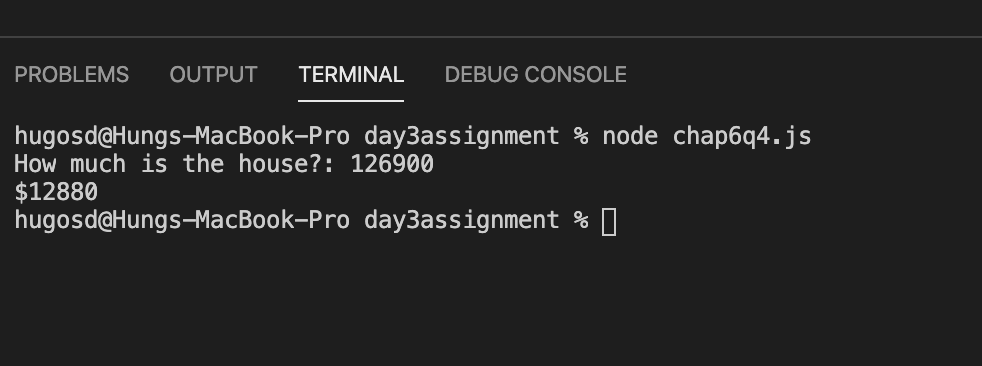 PROBLEMS OUTPUT TERMINAL DEBUG CONSOLE
hugosd@Hungs-MacBook-Pro day3assignment % node chap6q4.js
How much is the house?: 126900
$12880
hugosd@Hungs-MacBook-Pro day3assignment %